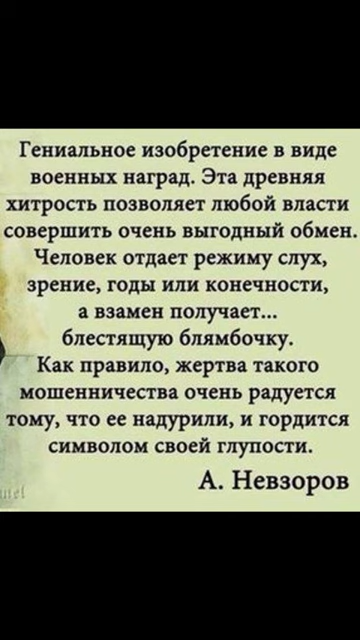 Гениальное изобретение в виде
военных наград. Эта древняя
хитрость позволяет любой власти
совершить очень выгодный обмен.
Человек отдает режиму слух,
зрение, годы или конечности,
а взамен получает...
блестящую блямбочку.
Как правило, жертва такого
мошенничества очень радуется
тому, что ее надурили, и гордится
символом своей глупости.
А. Невзоров